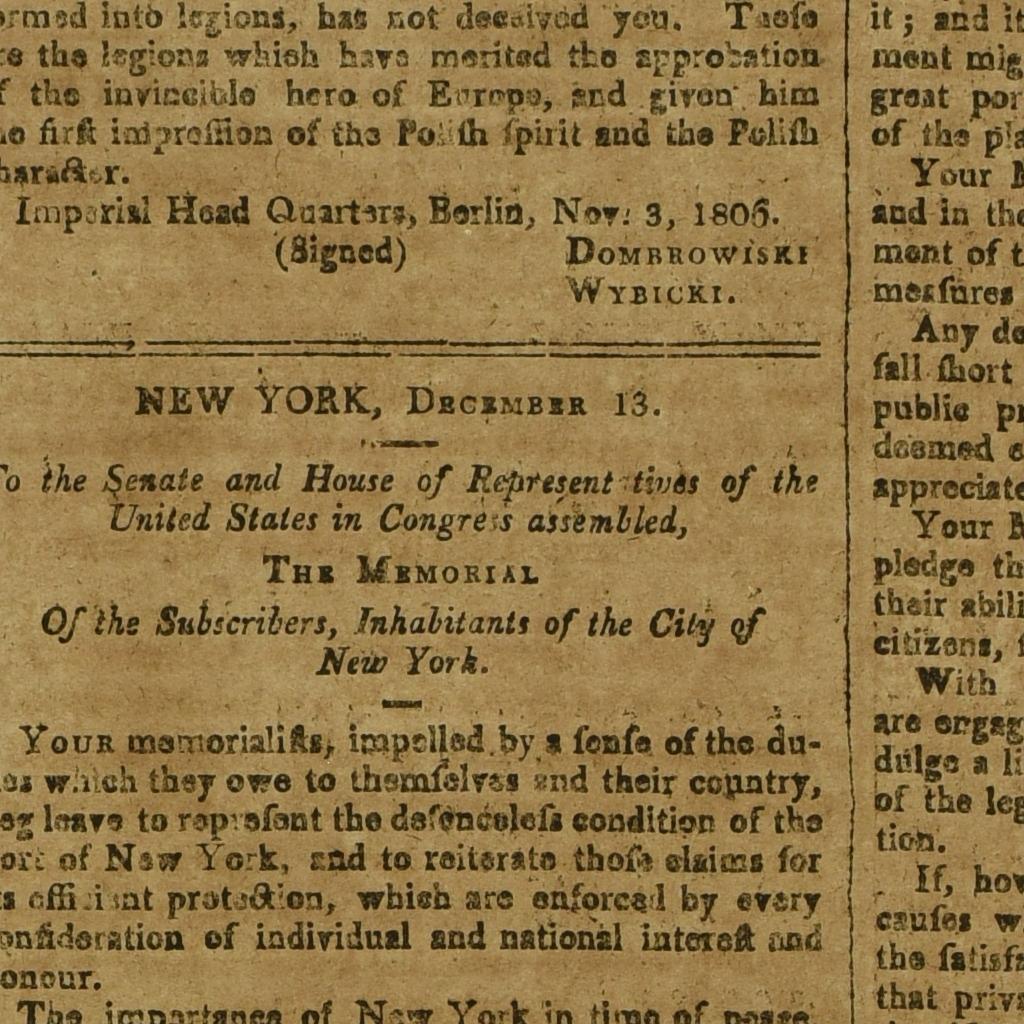 ormed into legions, has not deceived you. Theſe
re the legions which have merited the approbation
f the invincible hero of Europe, and given him
he firſt impreſſion of the Poliſh ſpirit and the Poliſh
haracter.
Imperial Head Quarters, Berlin, Nov. 3, 1806.
(Signed) DOMBROWISKI
WYBICKI.
NEW YORK, DECEMBER 13.
To the Senate and House of Representatives of the
United States in Congress assembled,
THE MEMORIAL
Of the Subscribers, Inhabitants of the City of
New York.
YOUR memorialiſts, impelled by a ſenſe of the du-
es which they owe to themſelves and their country,
eg leave to repreſent the defenceleſs condition of the
ort of New York, and to reiterate thoſe claims for
s efficient protection, which are enforced by every
onſideration of individual and national intereſt and
onour.
The importance of New York in time of peace,
it; and it
ment mig
great por
of the pla
Your M
and in the
ment of t
meaſures
Any de
fall ſhort
public pr
deemed e
appreciate
Your M
pledge th
their abili
citizens, f
With
are engag
dulge a li
of the leg
tion.
If, how
cauſes w
the ſatisfa
that priva